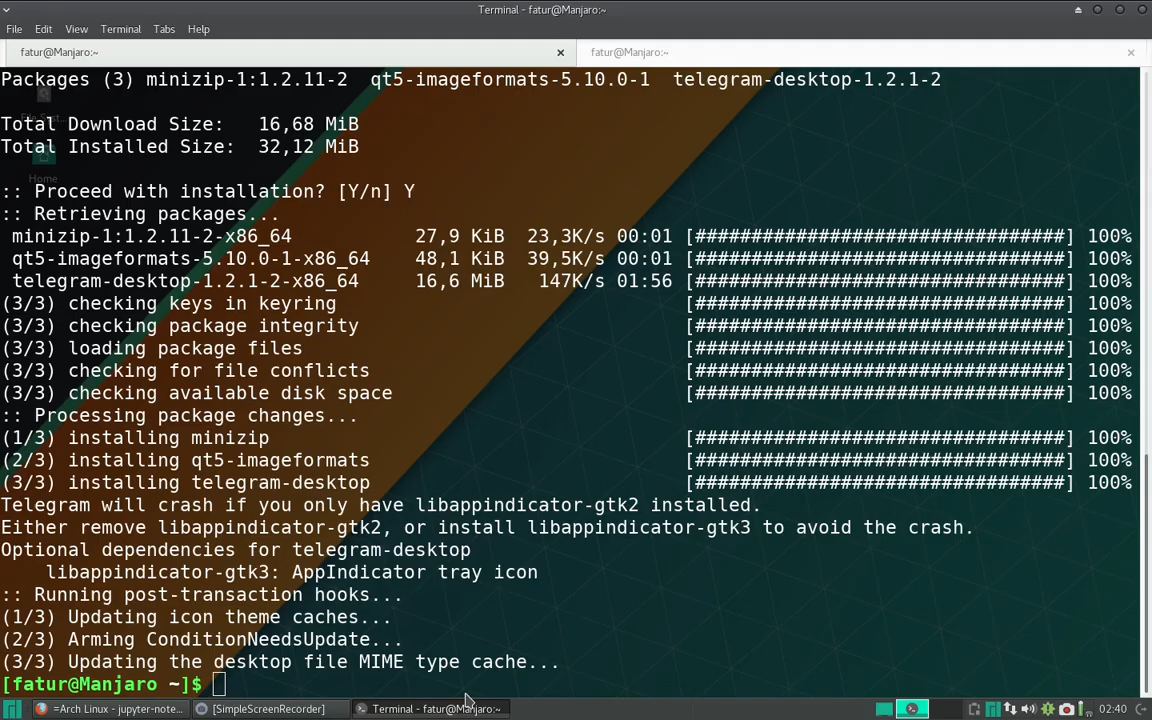 Terminal - fatur@Manjaro:~
File Edit View Terminal Tabs Help
fatur@Manjaro:~
fatur@Manjaro:~
Packages (3) minizip-1:1.2.11-2  qt5-imageformats-5.10.0-1  telegram-desktop-1.2.1-2
Total Download Size:   16,68 MiB
Total Installed Size:  32,12 MiB
Home
:: Proceed with installation? [Y/n] Y
:: Retrieving packages...
minizip-1:1.2.11-2-x86_64 27,9 KiB 23,3K/s 00:01 [##################################] 100%
qt5-imageformats-5.10.0-1-x86_64 48,1 KiB 39,5K/s 00:01 [##################################] 100%
telegram-desktop-1.2.1-2-x86_64 16,6 MiB 147K/s 01:56 [##################################] 100%
(3/3) checking keys in keyring [##################################] 100%
(3/3) checking package integrity [##################################] 100%
(3/3) loading package files [##################################] 100%
(3/3) checking for file conflicts [##################################] 100%
(3/3) checking available disk space [##################################] 100%
:: Processing package changes...
(1/3) installing minizip [##################################] 100%
(2/3) installing qt5-imageformats [##################################] 100%
(3/3) installing telegram-desktop [##################################] 100%
Telegram will crash if you only have libappindicator-gtk2 installed.
Either remove libappindicator-gtk2, or install libappindicator-gtk3 to avoid the crash.
Optional dependencies for telegram-desktop
    libappindicator-gtk3: AppIndicator tray icon
:: Running post-transaction hooks...
(1/3) Updating icon theme caches...
(2/3) Arming ConditionNeedsUpdate...
(3/3) Updating the desktop file MIME type cache...
[fatur@Manjaro ~]$
=Arch Linux - jupyter-note... [SimpleScreenRecorder] Terminal - fatur@Manjaro:~ 02:40